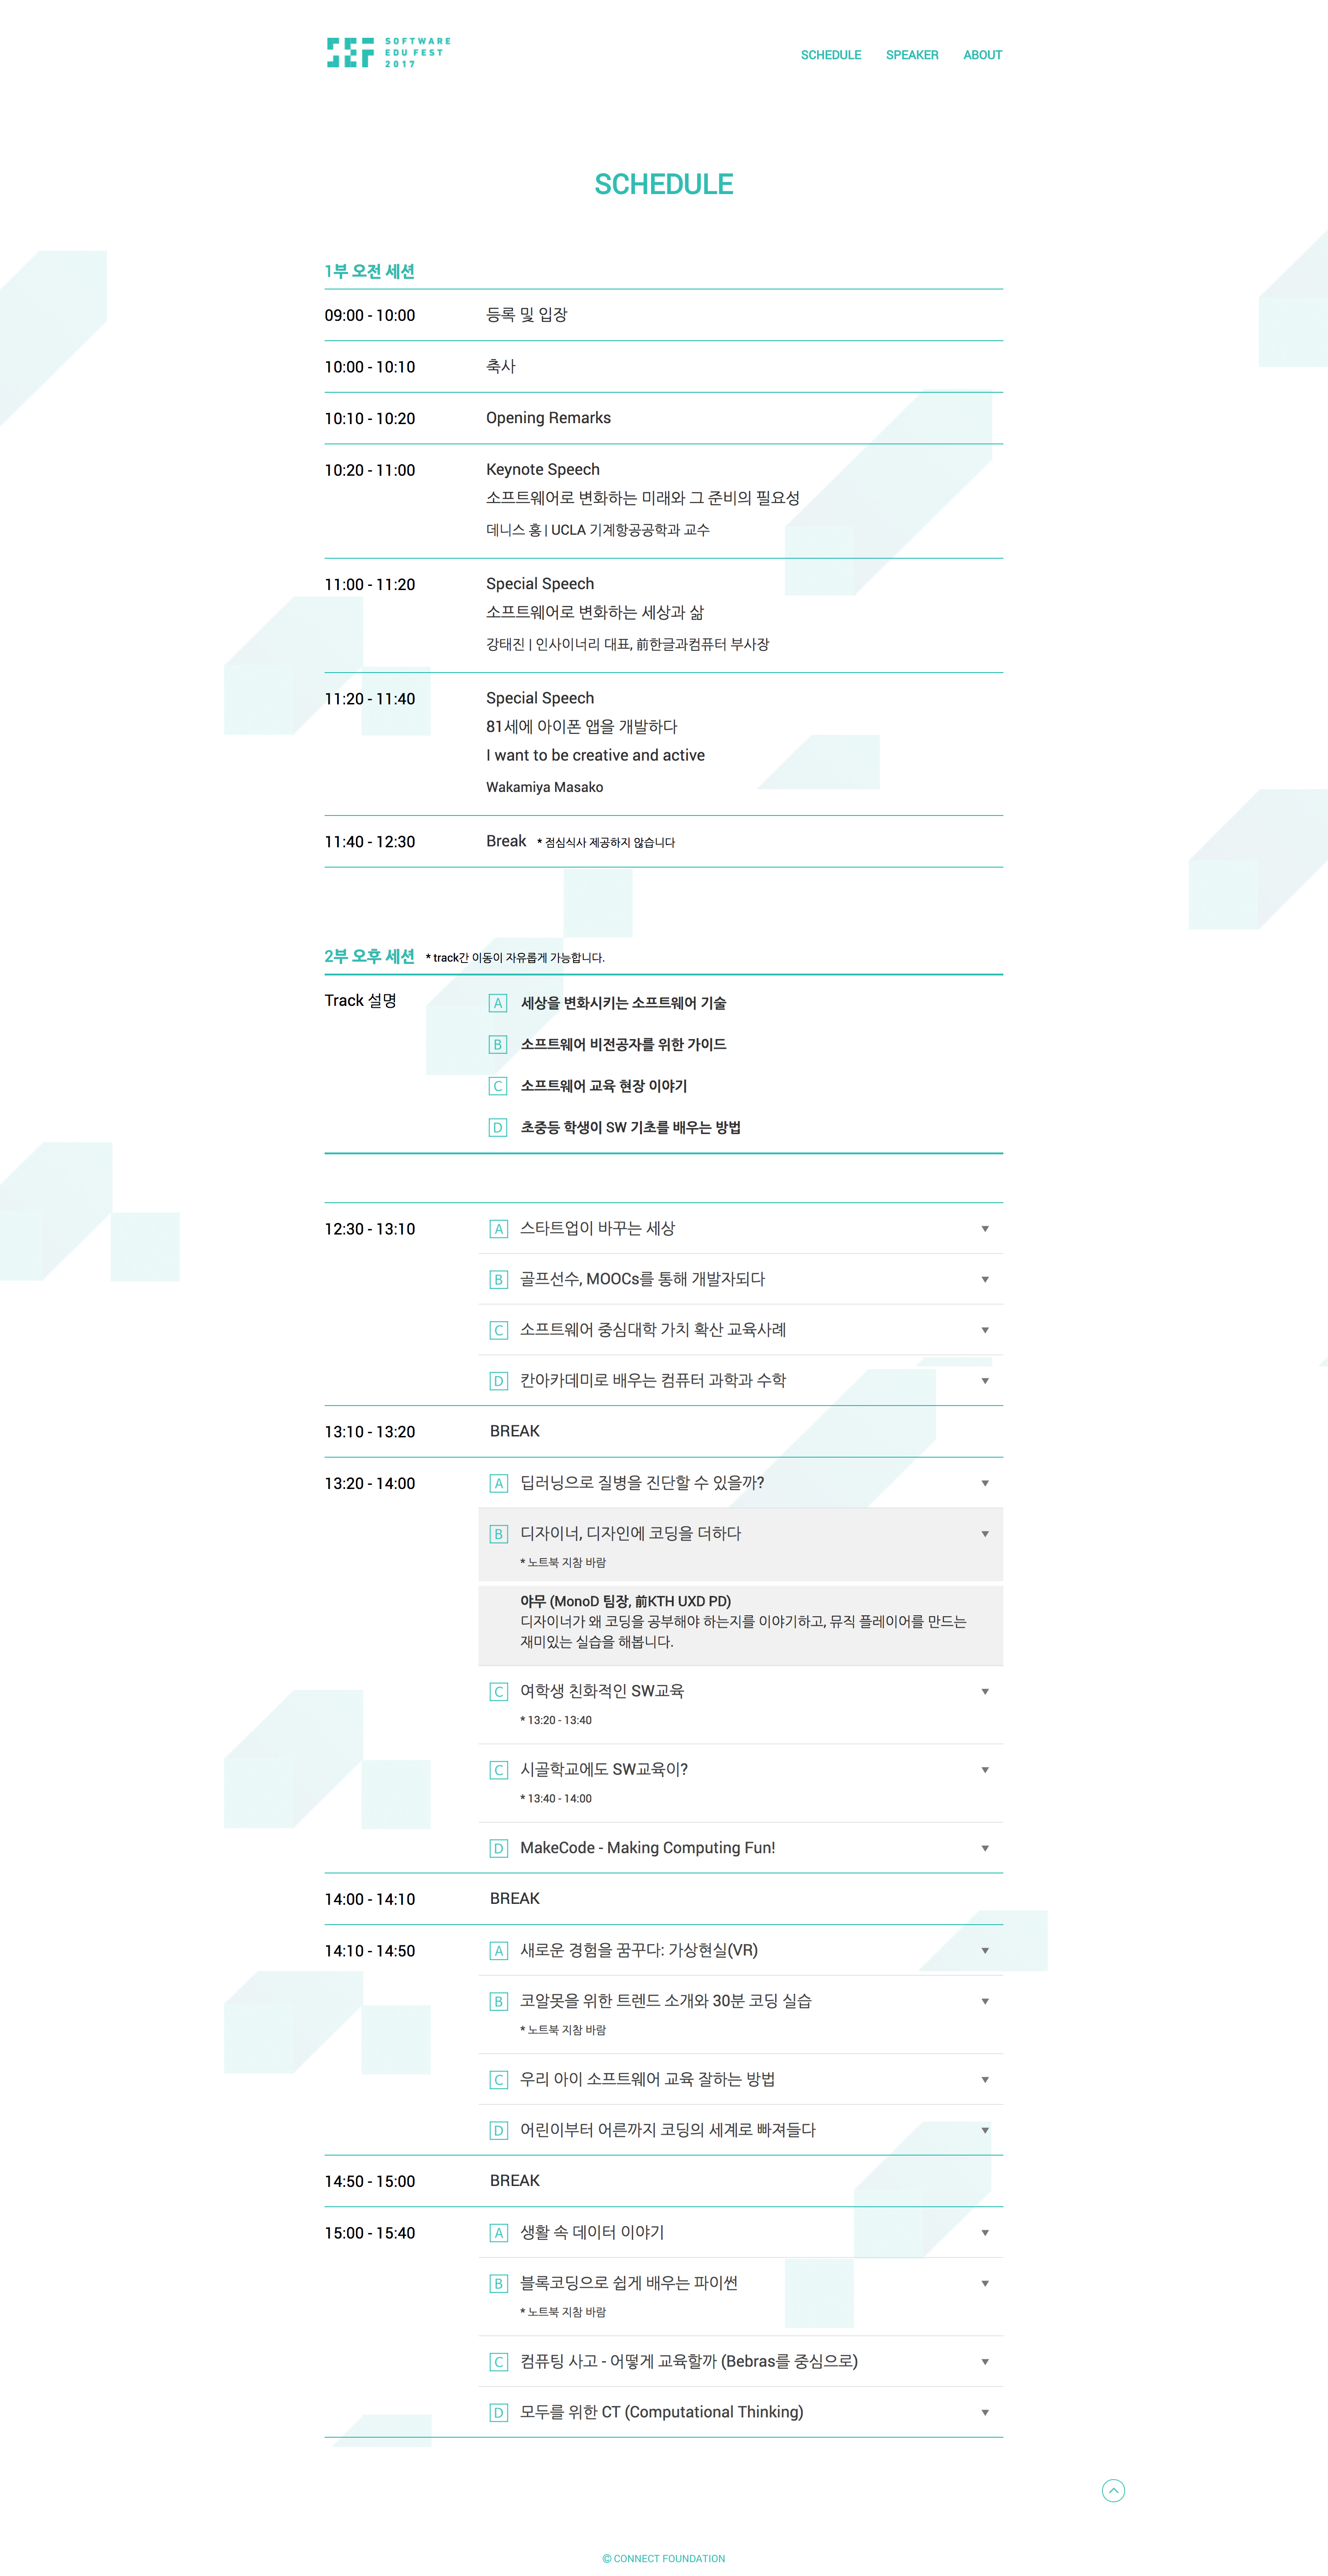 SOFTWARE
EDU FEST
2017
SCHEDULE SPEAKER ABOUT
SCHEDULE
1부 오전 세션
09:00 - 10:00 등록 및 입장
10:00 - 10:10 축사
10:10 - 10:20 Opening Remarks
10:20 - 11:00 Keynote Speech
소프트웨어로 변화하는 미래와 그 준비의 필요성
데니스 홍 | UCLA 기계항공공학과 교수
11:00 - 11:20 Special Speech
소프트웨어로 변화하는 세상과 삶
강태진 | 인사이너리 대표, 前한글과컴퓨터 부사장
11:20 - 11:40 Special Speech
81세에 아이폰 앱을 개발하다
I want to be creative and active
Wakamiya Masako
11:40 - 12:30 Break * 점심식사 제공하지 않습니다
2부 오후 세션 * track간 이동이 자유롭게 가능합니다.
Track 설명 A 세상을 변화시키는 소프트웨어 기술
B 소프트웨어 비전공자를 위한 가이드
C 소프트웨어 교육 현장 이야기
D 초중등 학생이 SW 기초를 배우는 방법
12:30 - 13:10 A 스타트업이 바꾸는 세상
B 골프선수, MOOCs를 통해 개발자되다
C 소프트웨어 중심대학 가치 확산 교육사례
D 칸아카데미로 배우는 컴퓨터 과학과 수학
13:10 - 13:20 BREAK
13:20 - 14:00 A 딥러닝으로 질병을 진단할 수 있을까?
B 디자이너, 디자인에 코딩을 더하다
* 노트북 지참 바람
야무 (MonoD 팀장, 前KTH UXD PD)
디자이너가 왜 코딩을 공부해야 하는지를 이야기하고, 뮤직 플레이어를 만드는
재미있는 실습을 해봅니다.
C 여학생 친화적인 SW교육
* 13:20 - 13:40
C 시골학교에도 SW교육이?
* 13:40 - 14:00
D MakeCode - Making Computing Fun!
14:00 - 14:10 BREAK
14:10 - 14:50 A 새로운 경험을 꿈꾸다: 가상현실(VR)
B 코알못을 위한 트렌드 소개와 30분 코딩 실습
* 노트북 지참 바람
C 우리 아이 소프트웨어 교육 잘하는 방법
D 어린이부터 어른까지 코딩의 세계로 빠져들다
14:50 - 15:00 BREAK
15:00 - 15:40 A 생활 속 데이터 이야기
B 블록코딩으로 쉽게 배우는 파이썬
* 노트북 지참 바람
C 컴퓨팅 사고 - 어떻게 교육할까 (Bebras를 중심으로)
D 모두를 위한 CT (Computational Thinking)
© CONNECT FOUNDATION